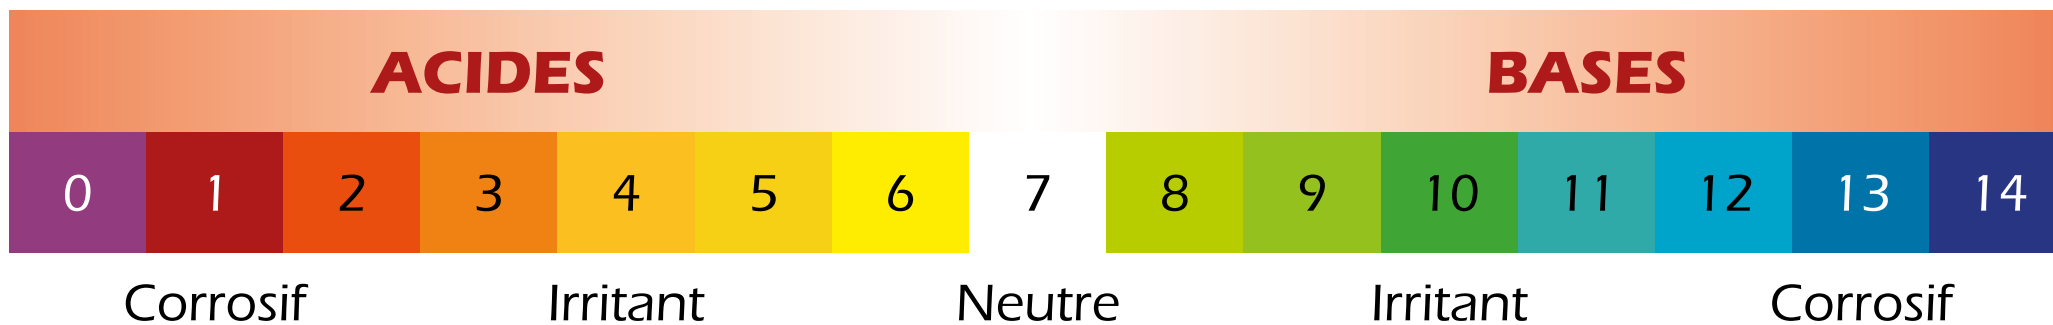 ACIDES BASES
0 1 2 3 4 5 6 7 8 9 10 11 12 13 14
Corrosif Irritant Neutre Irritant Corrosif